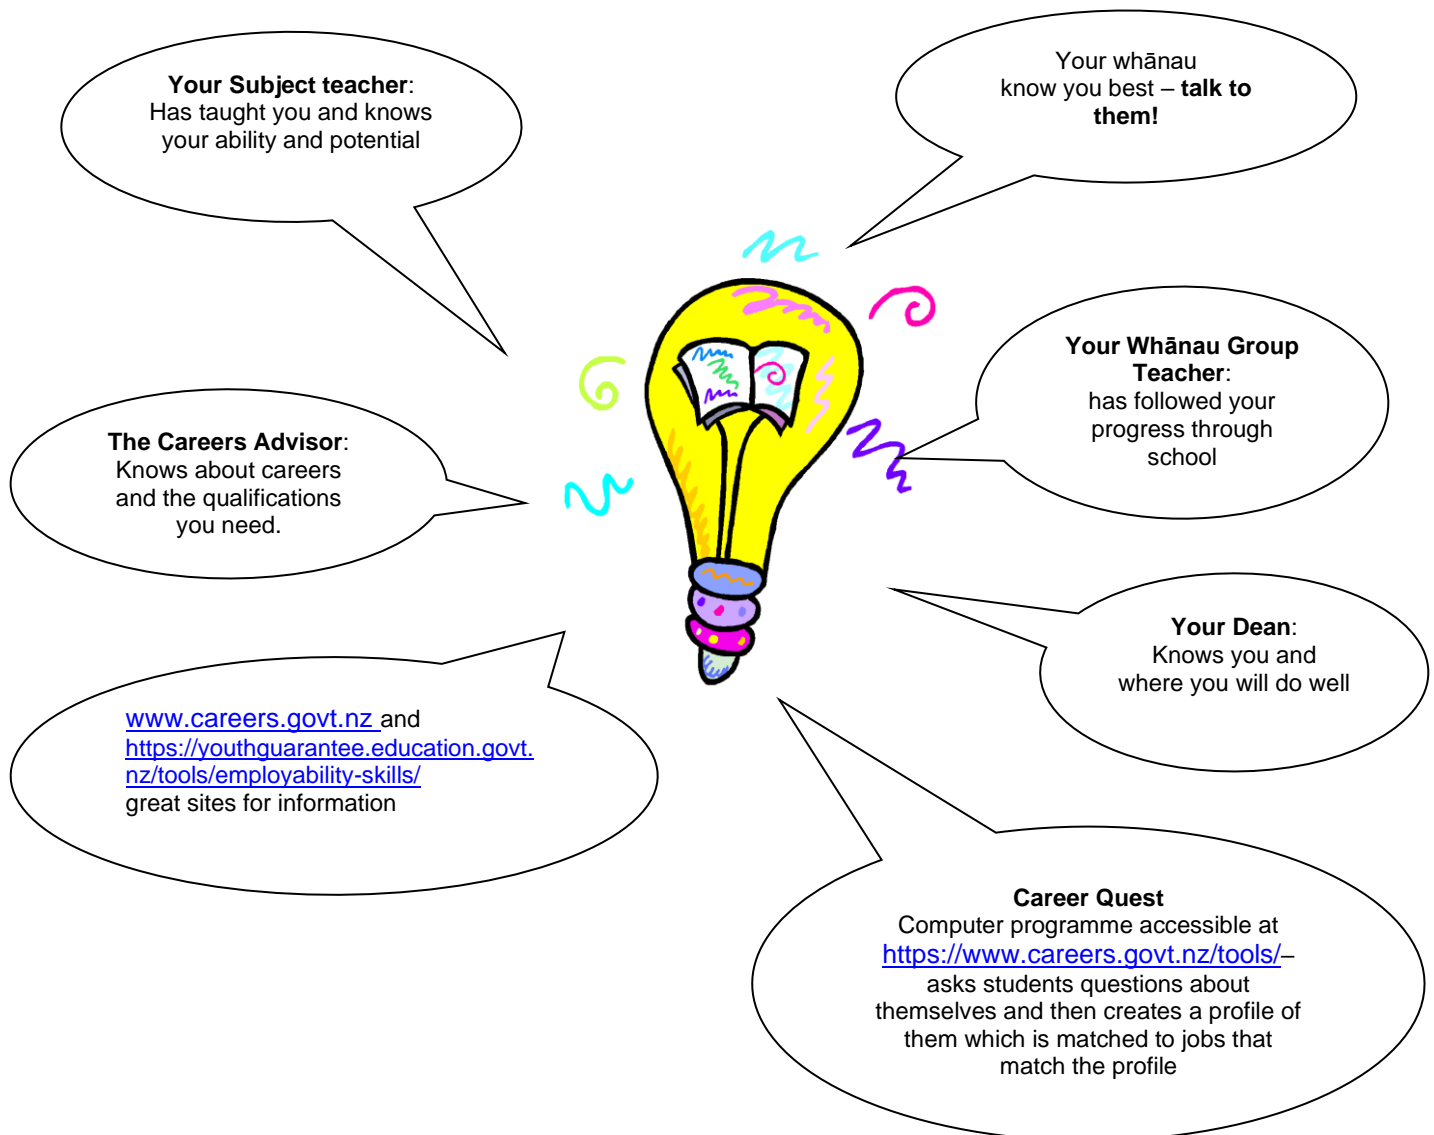 Your Subject teacher:
Has taught you and knows
your ability and potential
Your whānau
know you best – talk to
them!
Your Whānau Group
Teacher:
has followed your
progress through
school
The Careers Advisor:
Knows about careers
and the qualifications
you need.
Your Dean:
Knows you and
where you will do well
www.careers.govt.nz and
https://youthguarantee.education.govt.
nz/tools/employability-skills/
great sites for information
Career Quest
Computer programme accessible at
https://www.careers.govt.nz/tools/–
asks students questions about
themselves and then creates a profile of
them which is matched to jobs that
match the profile